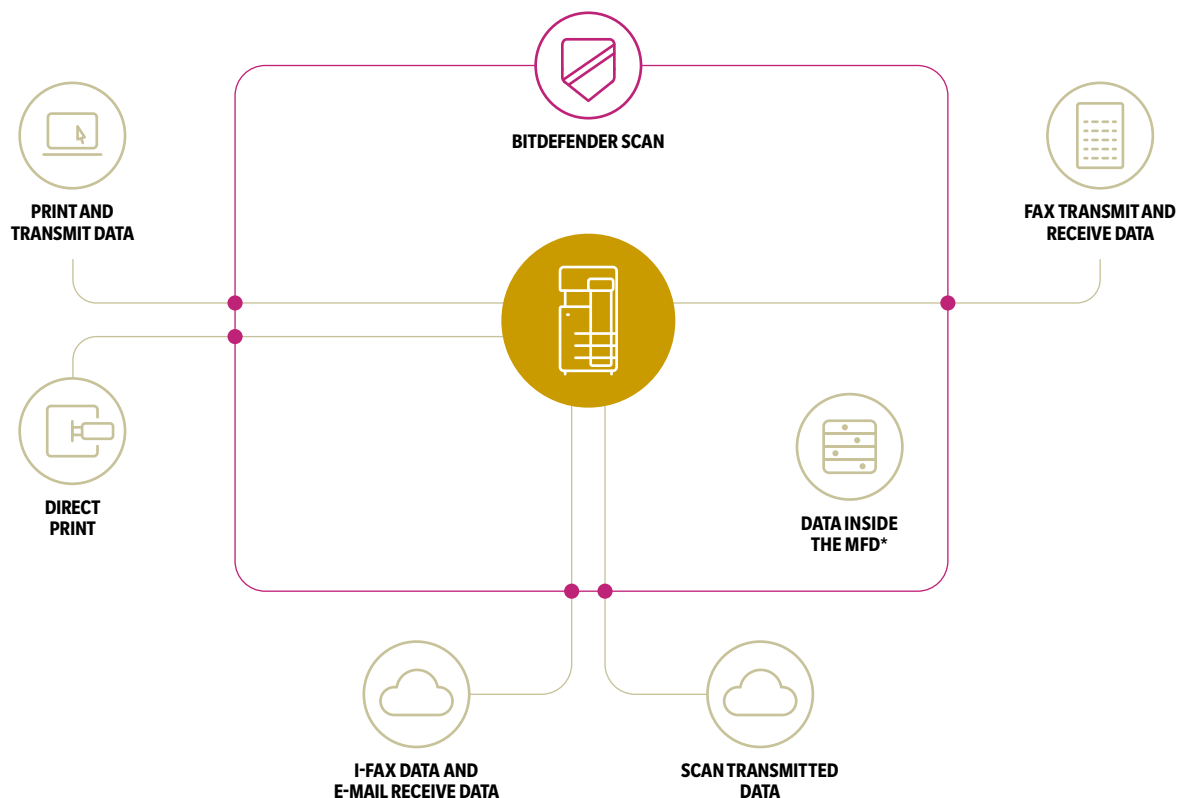 BITDEFENDER SCAN
PRINT AND
TRANSMIT DATA
FAX TRANSMIT AND
RECEIVE DATA
DIRECT
PRINT
DATA INSIDE
THE MFD*
I-FAX DATA AND
E-MAIL RECEIVE DATA
SCAN TRANSMITTED
DATA